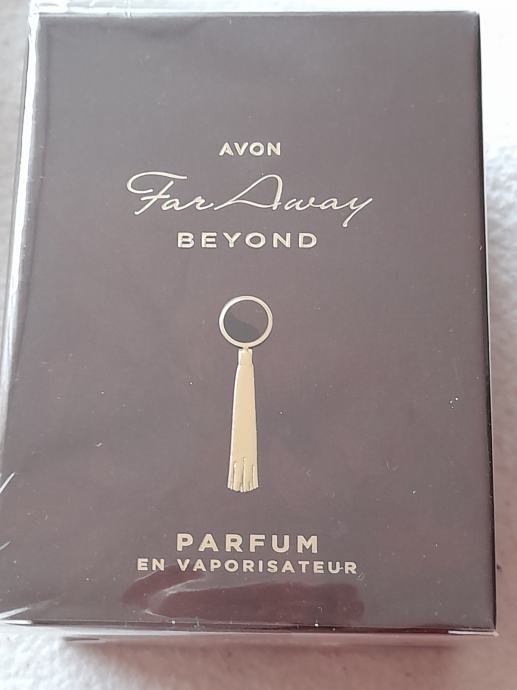 AVON
Far Away
BEYOND
PARFUM
EN VAPORISATEUR